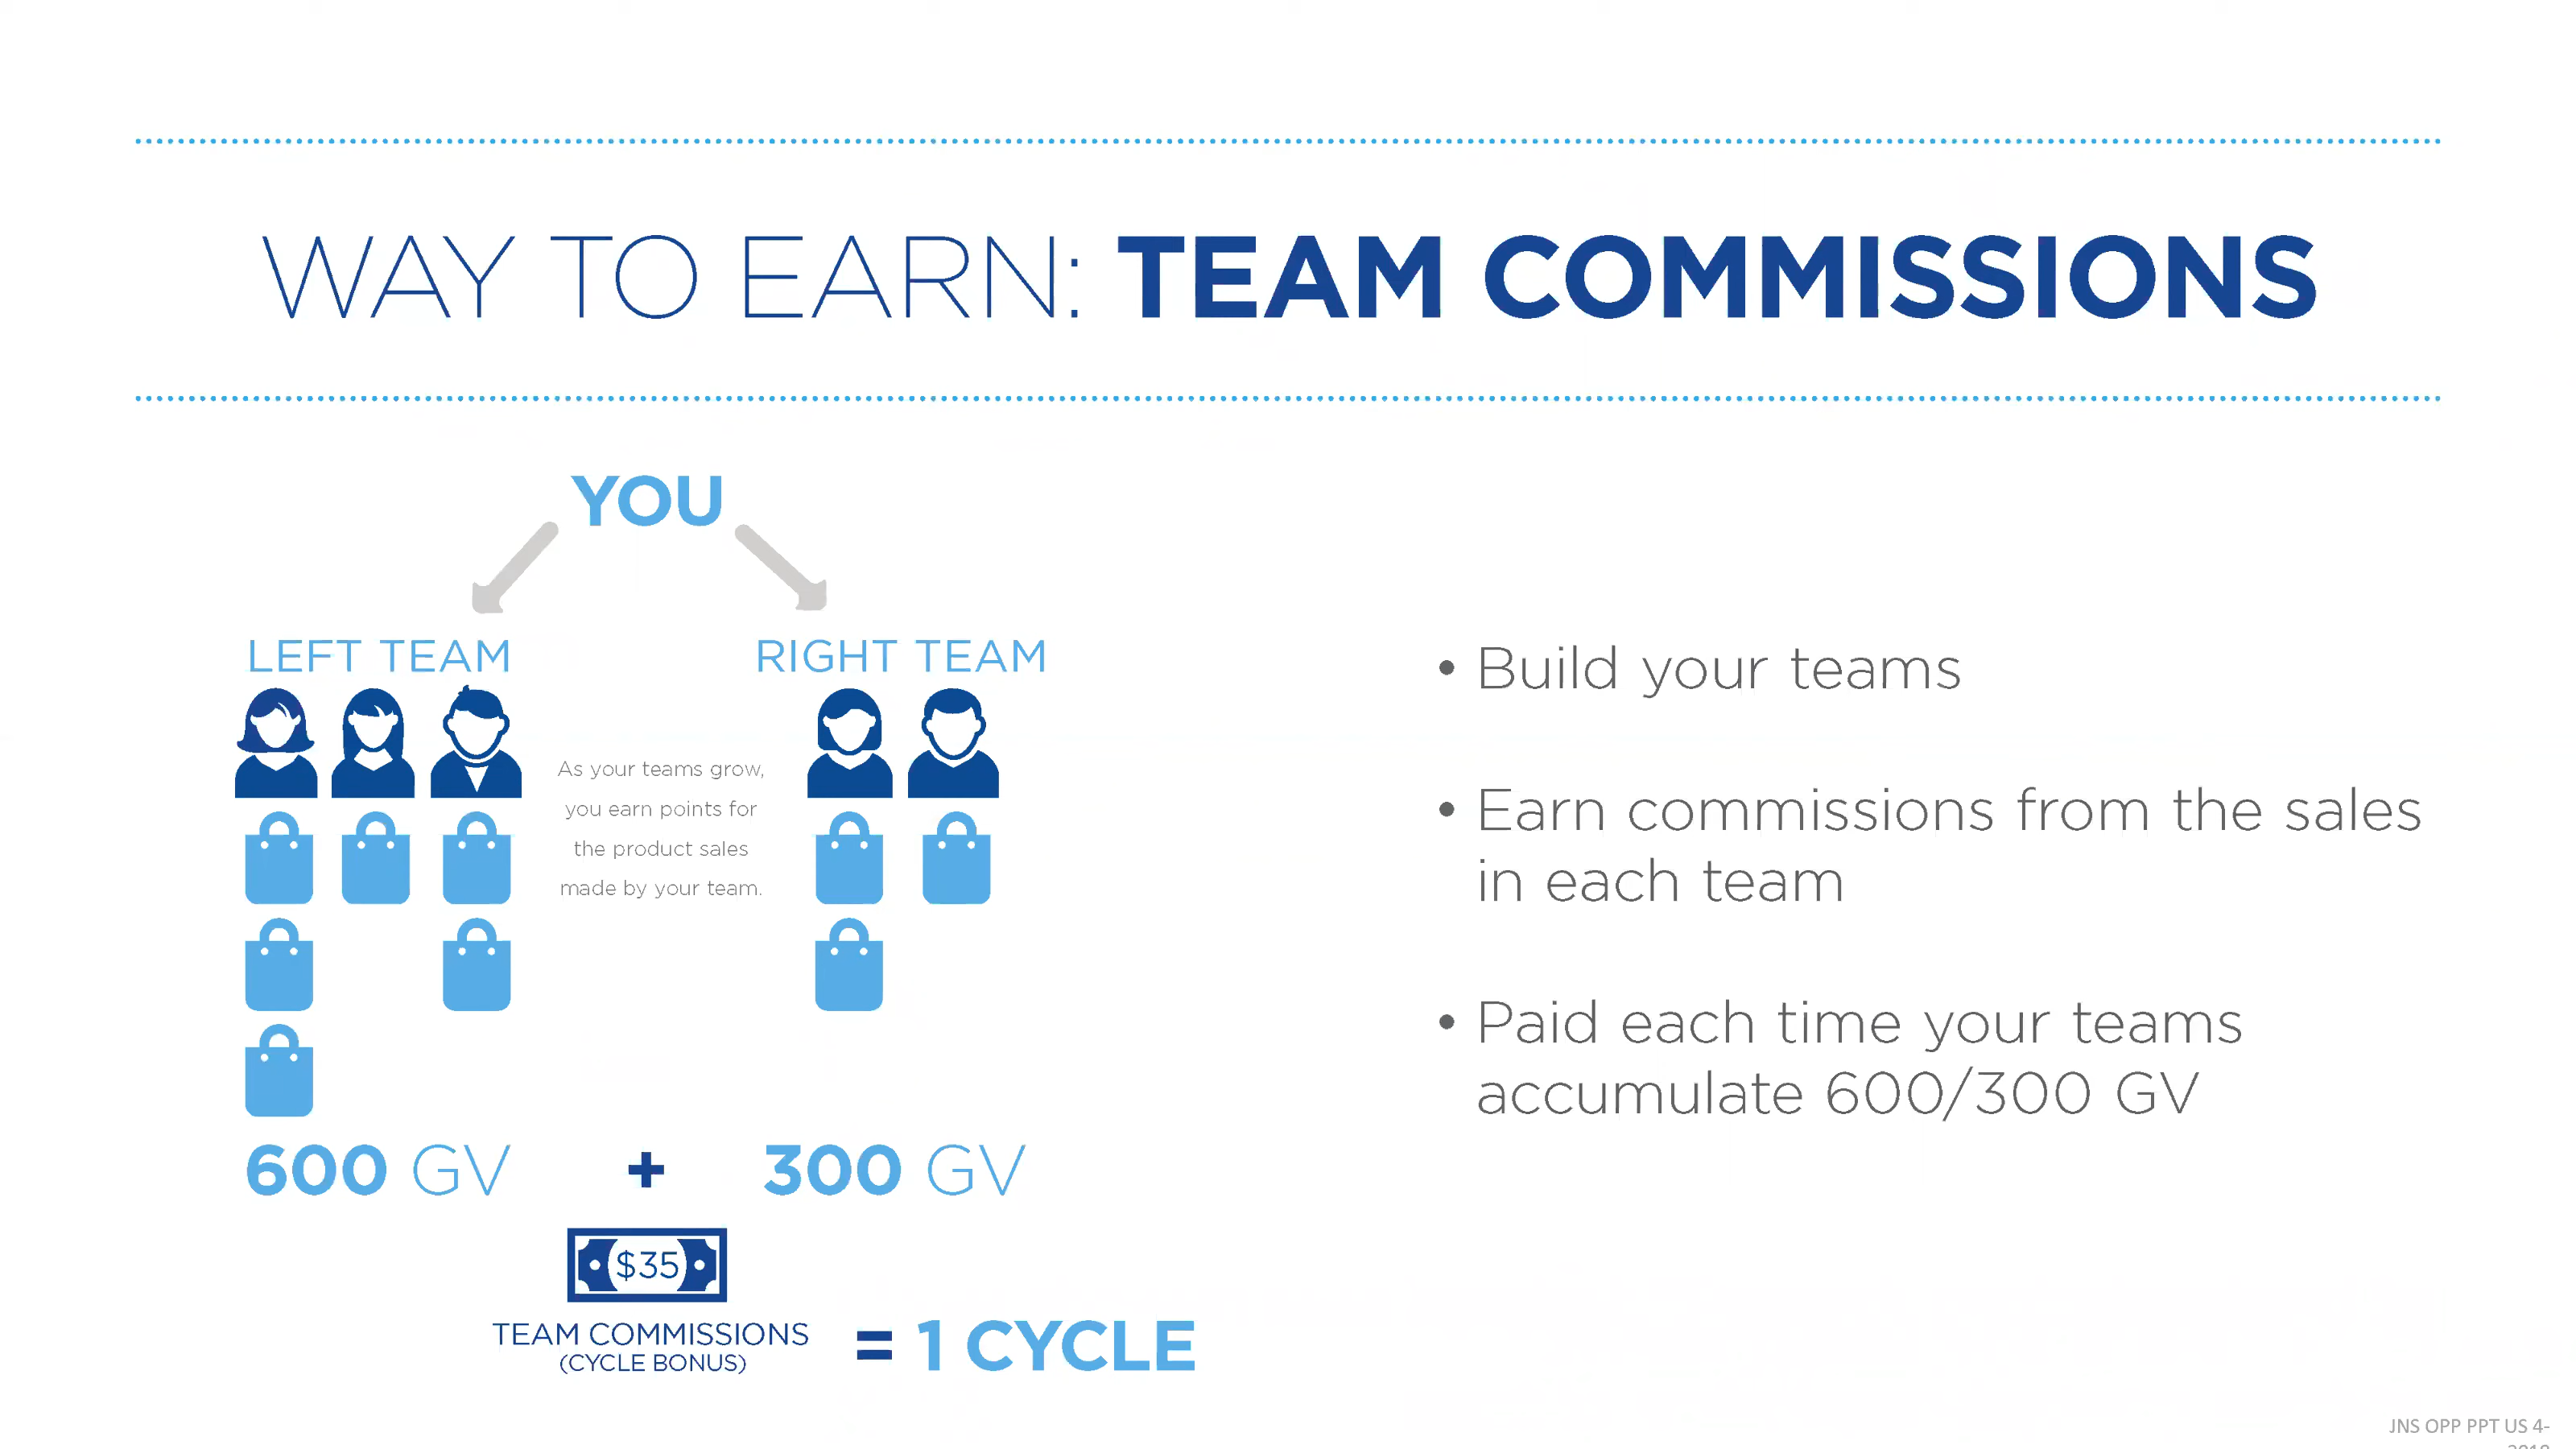 WAY TO EARN: TEAM COMMISSIONS
YOU
LEFT TEAM
RIGHT TEAM
As your teams grow,
you earn points for
the product sales
made by your team.
600 GV + 300 GV
$35
TEAM COMMISSIONS
(CYCLE BONUS)
= 1 CYCLE
• Build your teams
• Earn commissions from the sales
in each team
• Paid each time your teams
accumulate 600/300 GV
JNS OPP PPT US 4-